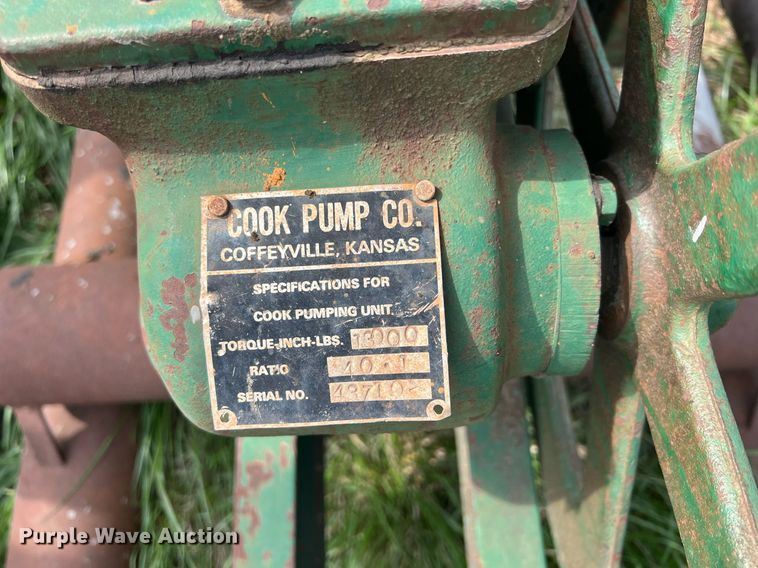 COOK PUMP CO.
COFFEYVILLE, KANSAS
SPECIFICATIONS FOR
COOK PUMPING UNIT
TORQUE-INCH-LBS.
RATIO
SERIAL NO.
Purple Wave Auction